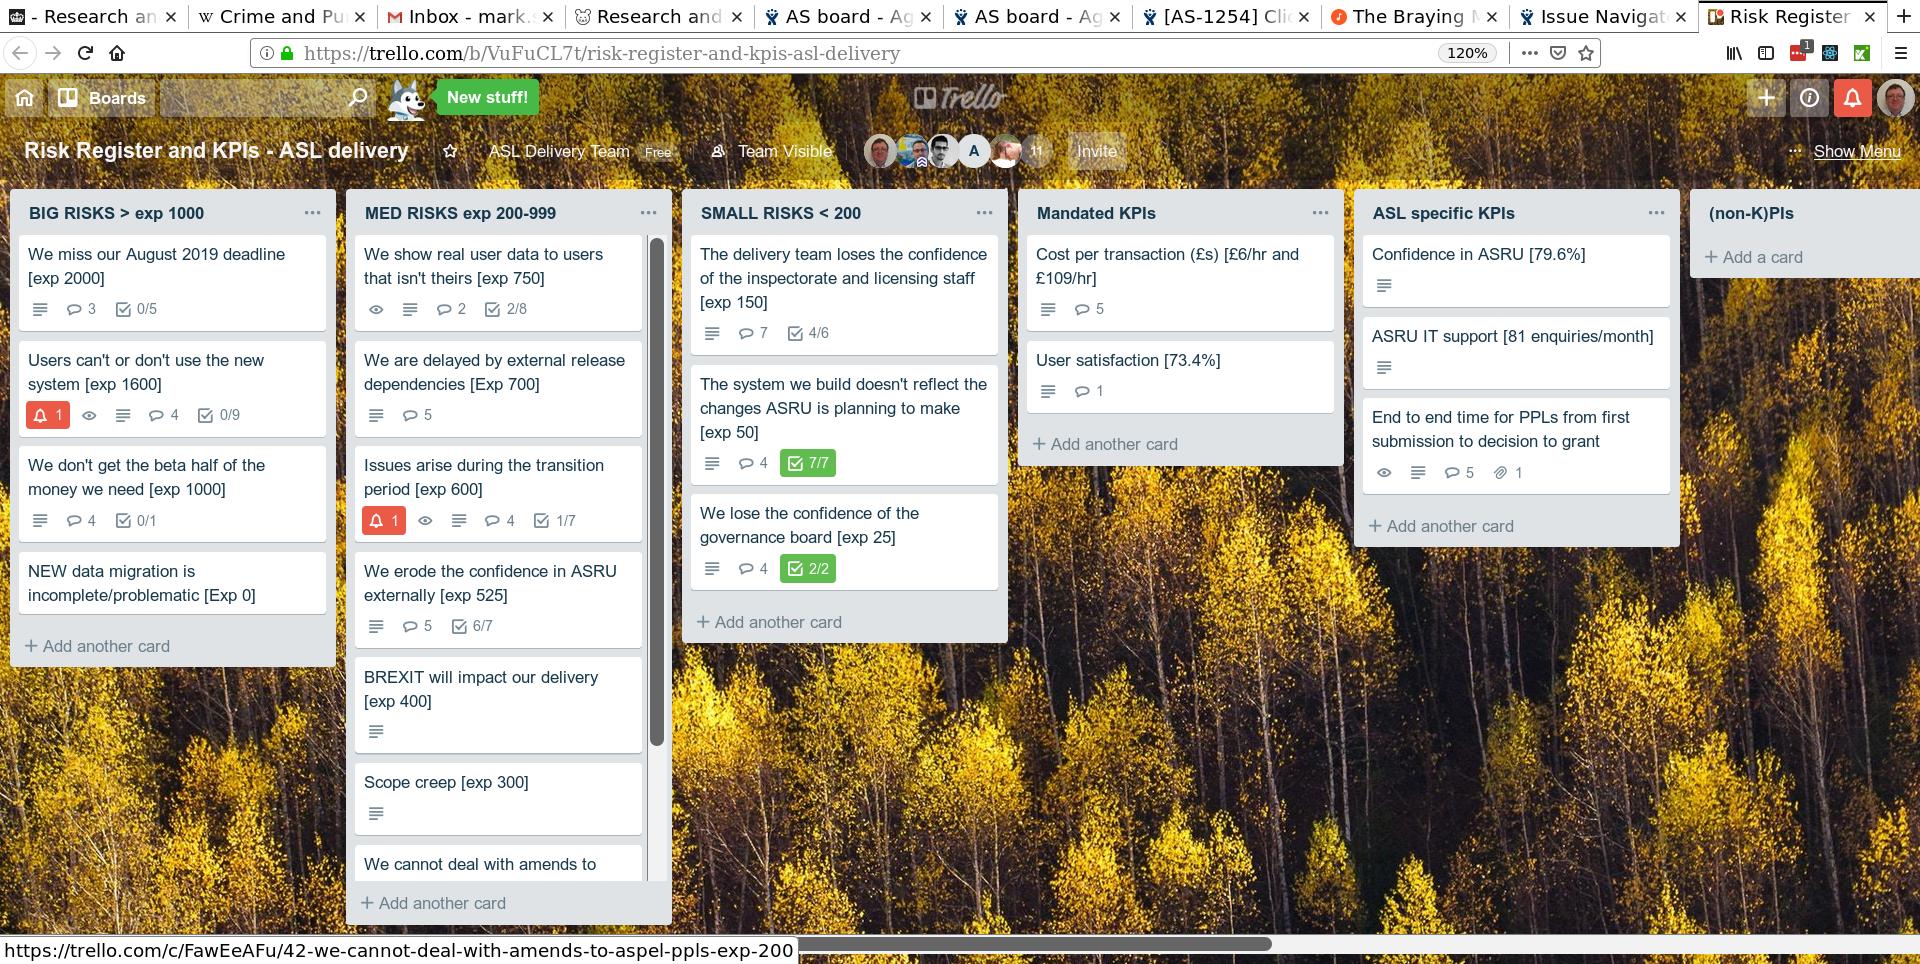 - Research an
Crime and Pu
Inbox - mark.s
Research and
AS board - Ag
AS board - Ag
[AS-1254] Cli
The Braying M
Issue Navigat
Risk Register
https://trello.com/b/VuFuCL7t/risk-register-and-kpis-asl-delivery
120%
1
Boards
New stuff!
Trello
Risk Register and KPIs - ASL delivery
ASL Delivery Team Free
Team Visible
A
11
Invite
Show Menu
BIG RISKS > exp 1000
We miss our August 2019 deadline
[exp 2000]
3 0/5
Users can't or don't use the new
system [exp 1600]
1 4 0/9
We don't get the beta half of the
money we need [exp 1000]
4 0/1
NEW data migration is
incomplete/problematic [Exp 0]
+ Add another card
MED RISKS exp 200-999
We show real user data to users
that isn't theirs [exp 750]
2 2/8
We are delayed by external release
dependencies [Exp 700]
5
Issues arise during the transition
period [exp 600]
1 4 1/7
We erode the confidence in ASRU
externally [exp 525]
5 6/7
BREXIT will impact our delivery
[exp 400]
Scope creep [exp 300]
We cannot deal with amends to
+ Add another card
SMALL RISKS < 200
The delivery team loses the confidence
of the inspectorate and licensing staff
[exp 150]
7 4/6
The system we build doesn't reflect the
changes ASRU is planning to make
[exp 50]
4 7/7
We lose the confidence of the
governance board [exp 25]
4 2/2
+ Add another card
Mandated KPIs
Cost per transaction (£s) [£6/hr and
£109/hr]
5
User satisfaction [73.4%]
1
+ Add another card
ASL specific KPIs
Confidence in ASRU [79.6%]
ASRU IT support [81 enquiries/month]
End to end time for PPLs from first
submission to decision to grant
5 1
+ Add another card
(non-K)PIs
+ Add a card
https://trello.com/c/FawEeAFu/42-we-cannot-deal-with-amends-to-aspel-ppls-exp-200